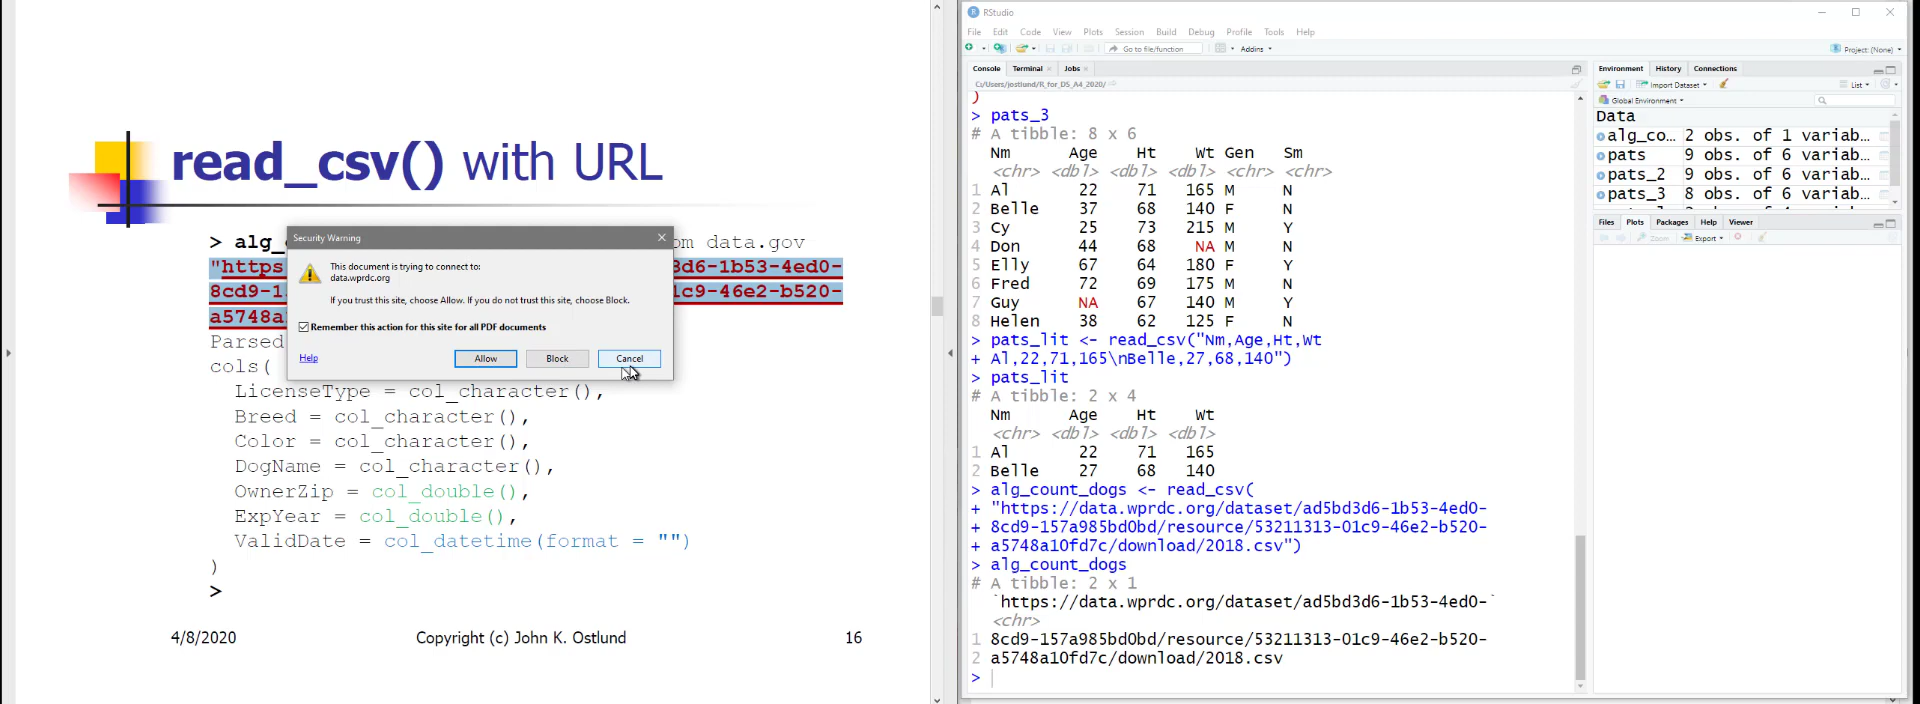 read_csv() with URL
> alg_
om data.gov
"https
3d6-1b53-4ed0-
8cd9-1
1c9-46e2-b520-
a5748a
Parsed
cols(
LicenseType = col_character(),
Breed = col_character(),
Color = col_character(),
DogName = col_character(),
OwnerZip = col_double(),
ExpYear = col_double(),
ValidDate = col_datetime(format = "")
)
>
4/8/2020
Copyright (c) John K. Ostlund
16
Security Warning
This document is trying to connect to:
data.wprdc.org
If you trust this site, choose Allow. If you do not trust this site, choose Block.
Remember this action for this site for all PDF documents
Help
Allow
Block
Cancel
RStudio
File Edit Code View Plots Session Build Debug Profile Tools Help
Go to file/function
Addins
Project: (None)
Console Terminal Jobs
C:/Users/jostlund/R_for_DS_A4_2020/
)
> pats_3
# A tibble: 8 x 6
Nm Age Ht Wt Gen Sm
<chr> <dbl> <dbl> <dbl> <chr> <chr>
1 Al 22 71 165 M N
2 Belle 37 68 140 F N
3 Cy 25 73 215 M Y
4 Don 44 68 NA M N
5 Elly 67 64 180 F Y
6 Fred 72 69 175 M N
7 Guy NA 67 140 M Y
8 Helen 38 62 125 F N
> pats_lit <- read_csv("Nm,Age,Ht,Wt
+ Al,22,71,165\nBelle,27,68,140")
> pats_lit
# A tibble: 2 x 4
Nm Age Ht Wt
<chr> <dbl> <dbl> <dbl>
1 Al 22 71 165
2 Belle 27 68 140
> alg_count_dogs <- read_csv(
+ "https://data.wprdc.org/dataset/ad5bd3d6-1b53-4ed0-
+ 8cd9-157a985bd0bd/resource/53211313-01c9-46e2-b520-
+ a5748a10fd7c/download/2018.csv")
> alg_count_dogs
# A tibble: 2 x 1
`https://data.wprdc.org/dataset/ad5bd3d6-1b53-4ed0-`
<chr>
1 8cd9-157a985bd0bd/resource/53211313-01c9-46e2-b520-
2 a5748a10fd7c/download/2018.csv
>
Environment History Connections
Import Dataset
List
Global Environment
Data
alg_co... 2 obs. of 1 variab...
pats 9 obs. of 6 variab...
pats_2 9 obs. of 6 variab...
pats_3 8 obs. of 6 variab...
Files Plots Packages Help Viewer
Zoom Export